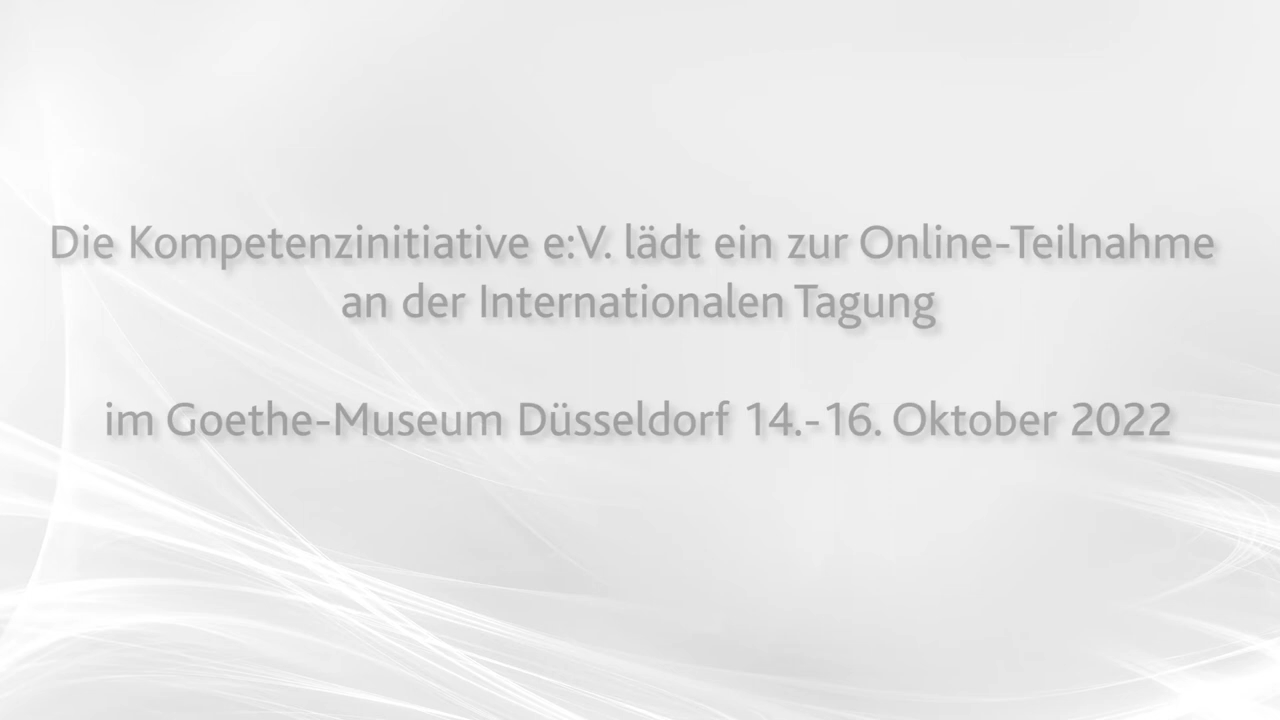 Die Kompetenzinitiative e:V. lädt ein zur Online-Teilnahme
an der Internationalen Tagung
im Goethe-Museum Düsseldorf 14.-16. Oktober 2022